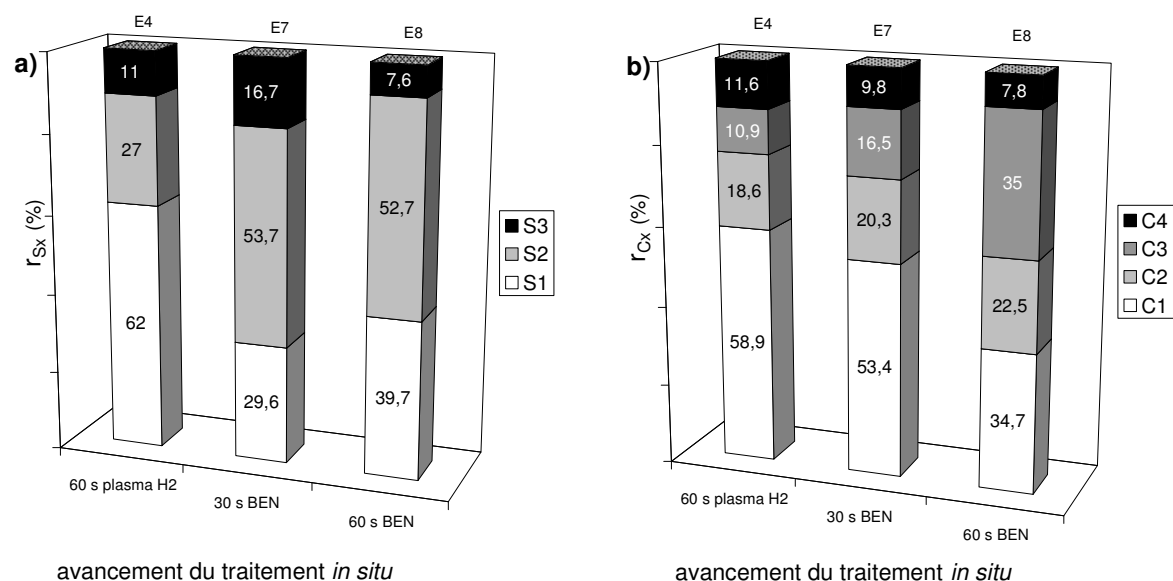 a)
E4
E7
E8
11
16,7
7,6
27
53,7
52,7
62
29,6
39,7
r_Sx (%)
S3
S2
S1
60 s plasma H2
30 s BEN
60 s BEN
avancement du traitement in situ
b)
E4
E7
E8
11,6
9,8
7,8
10,9
16,5
35
18,6
20,3
22,5
58,9
53,4
34,7
r_Cx (%)
C4
C3
C2
C1
60 s plasma H2
30 s BEN
60 s BEN
avancement du traitement in situ